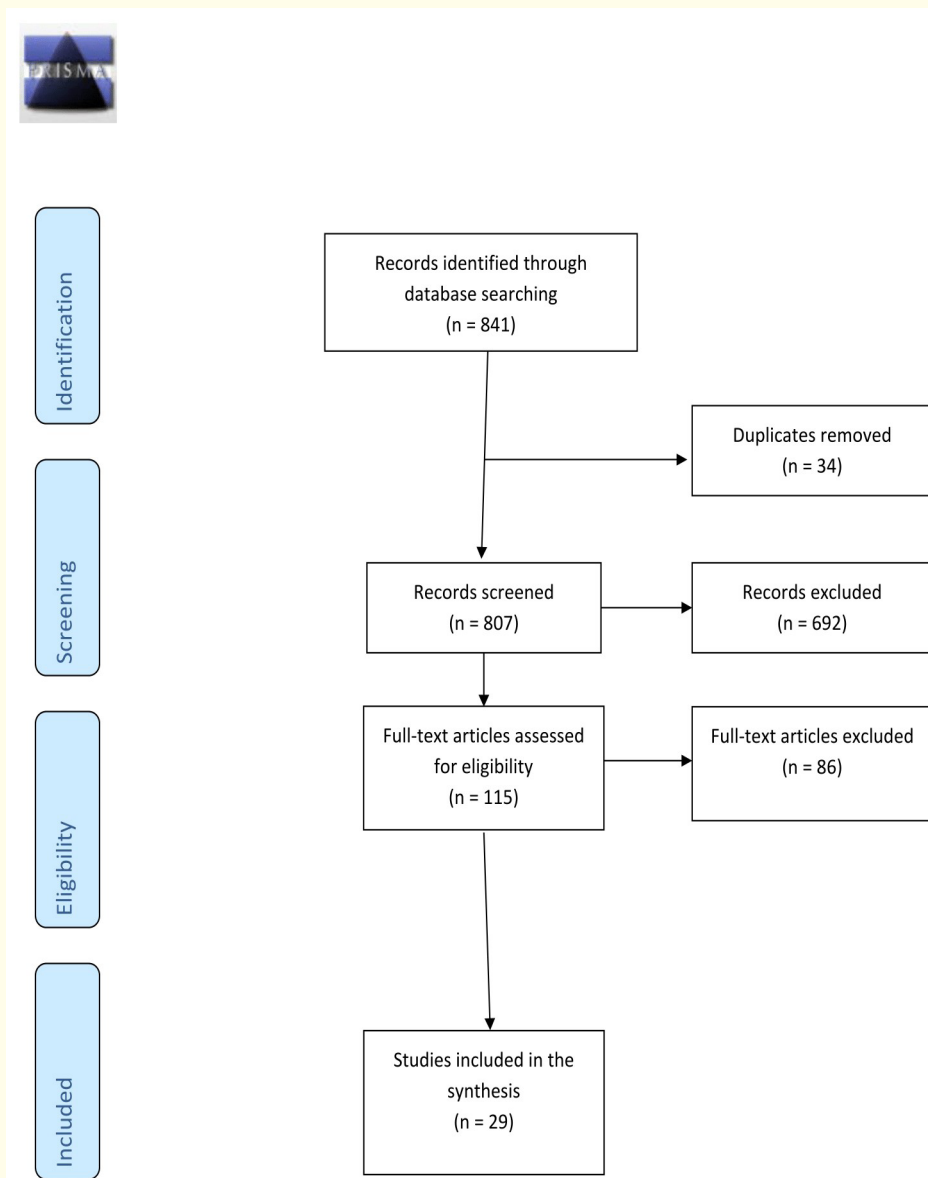 PRISMA
Identification
Records identified through
database searching
(n = 841)
Duplicates removed
(n = 34)
Screening
Records screened
(n = 807)
Records excluded
(n = 692)
Eligibility
Full-text articles assessed
for eligibility
(n = 115)
Full-text articles excluded
(n = 86)
Included
Studies included in the
synthesis
(n = 29)